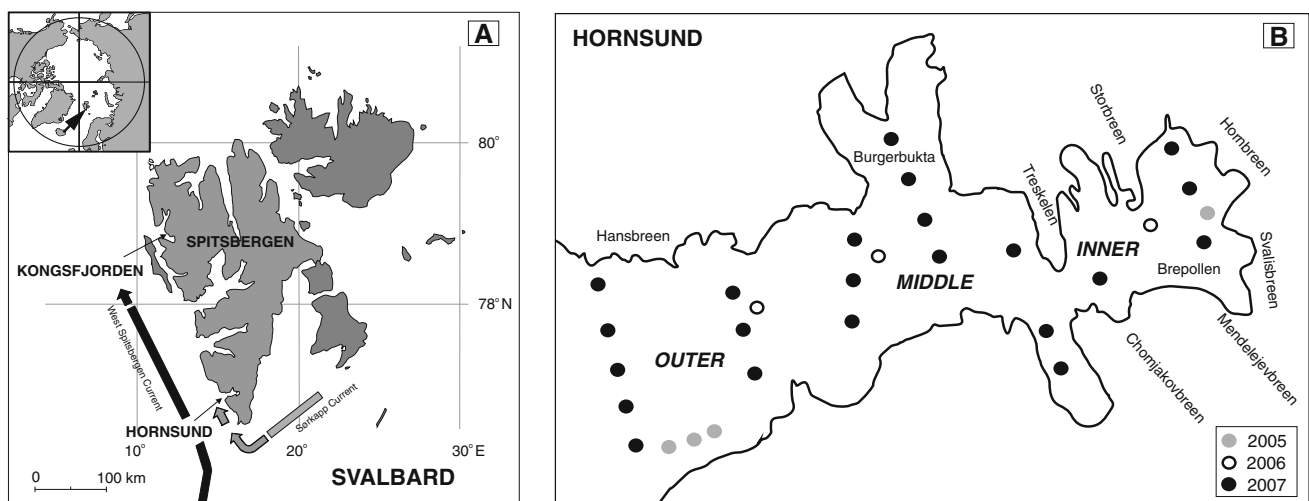 A
80°
SPITSBERGEN
KONGSFJORDEN
78° N
West Spitsbergen Current
Sørkapp Current
HORNSUND
10°
20°
30° E
0 100 km
SVALBARD
HORNSUND
B
Storbreen
Hornbreen
Burgerbukta
Treskelen
Hansbreen
INNER
Svalisbreen
Brepollen
MIDDLE
OUTER
Chomjakovbreen
Mendelejevbreen
2005
2006
2007